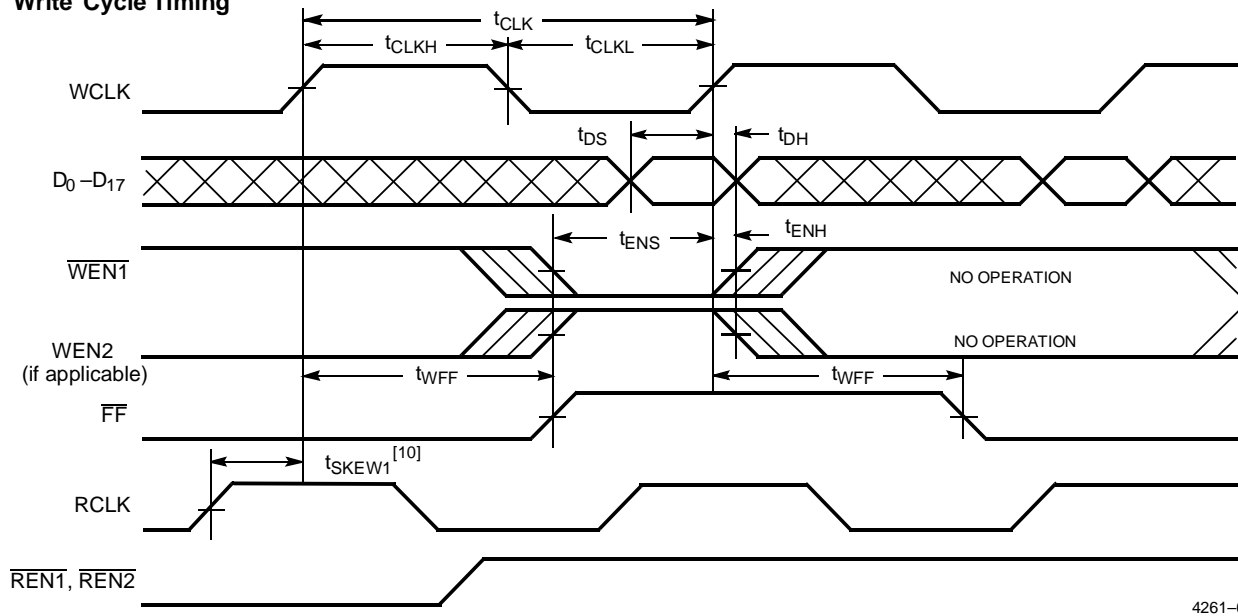 Write Cycle Timing
tCLK
tCLKH
tCLKL
WCLK
tDS
tDH
D0 –D17
tENS
tENH
WEN1
NO OPERATION
WEN2
(if applicable)
NO OPERATION
tWFF
tWFF
FF
tSKEW1[10]
RCLK
REN1, REN2